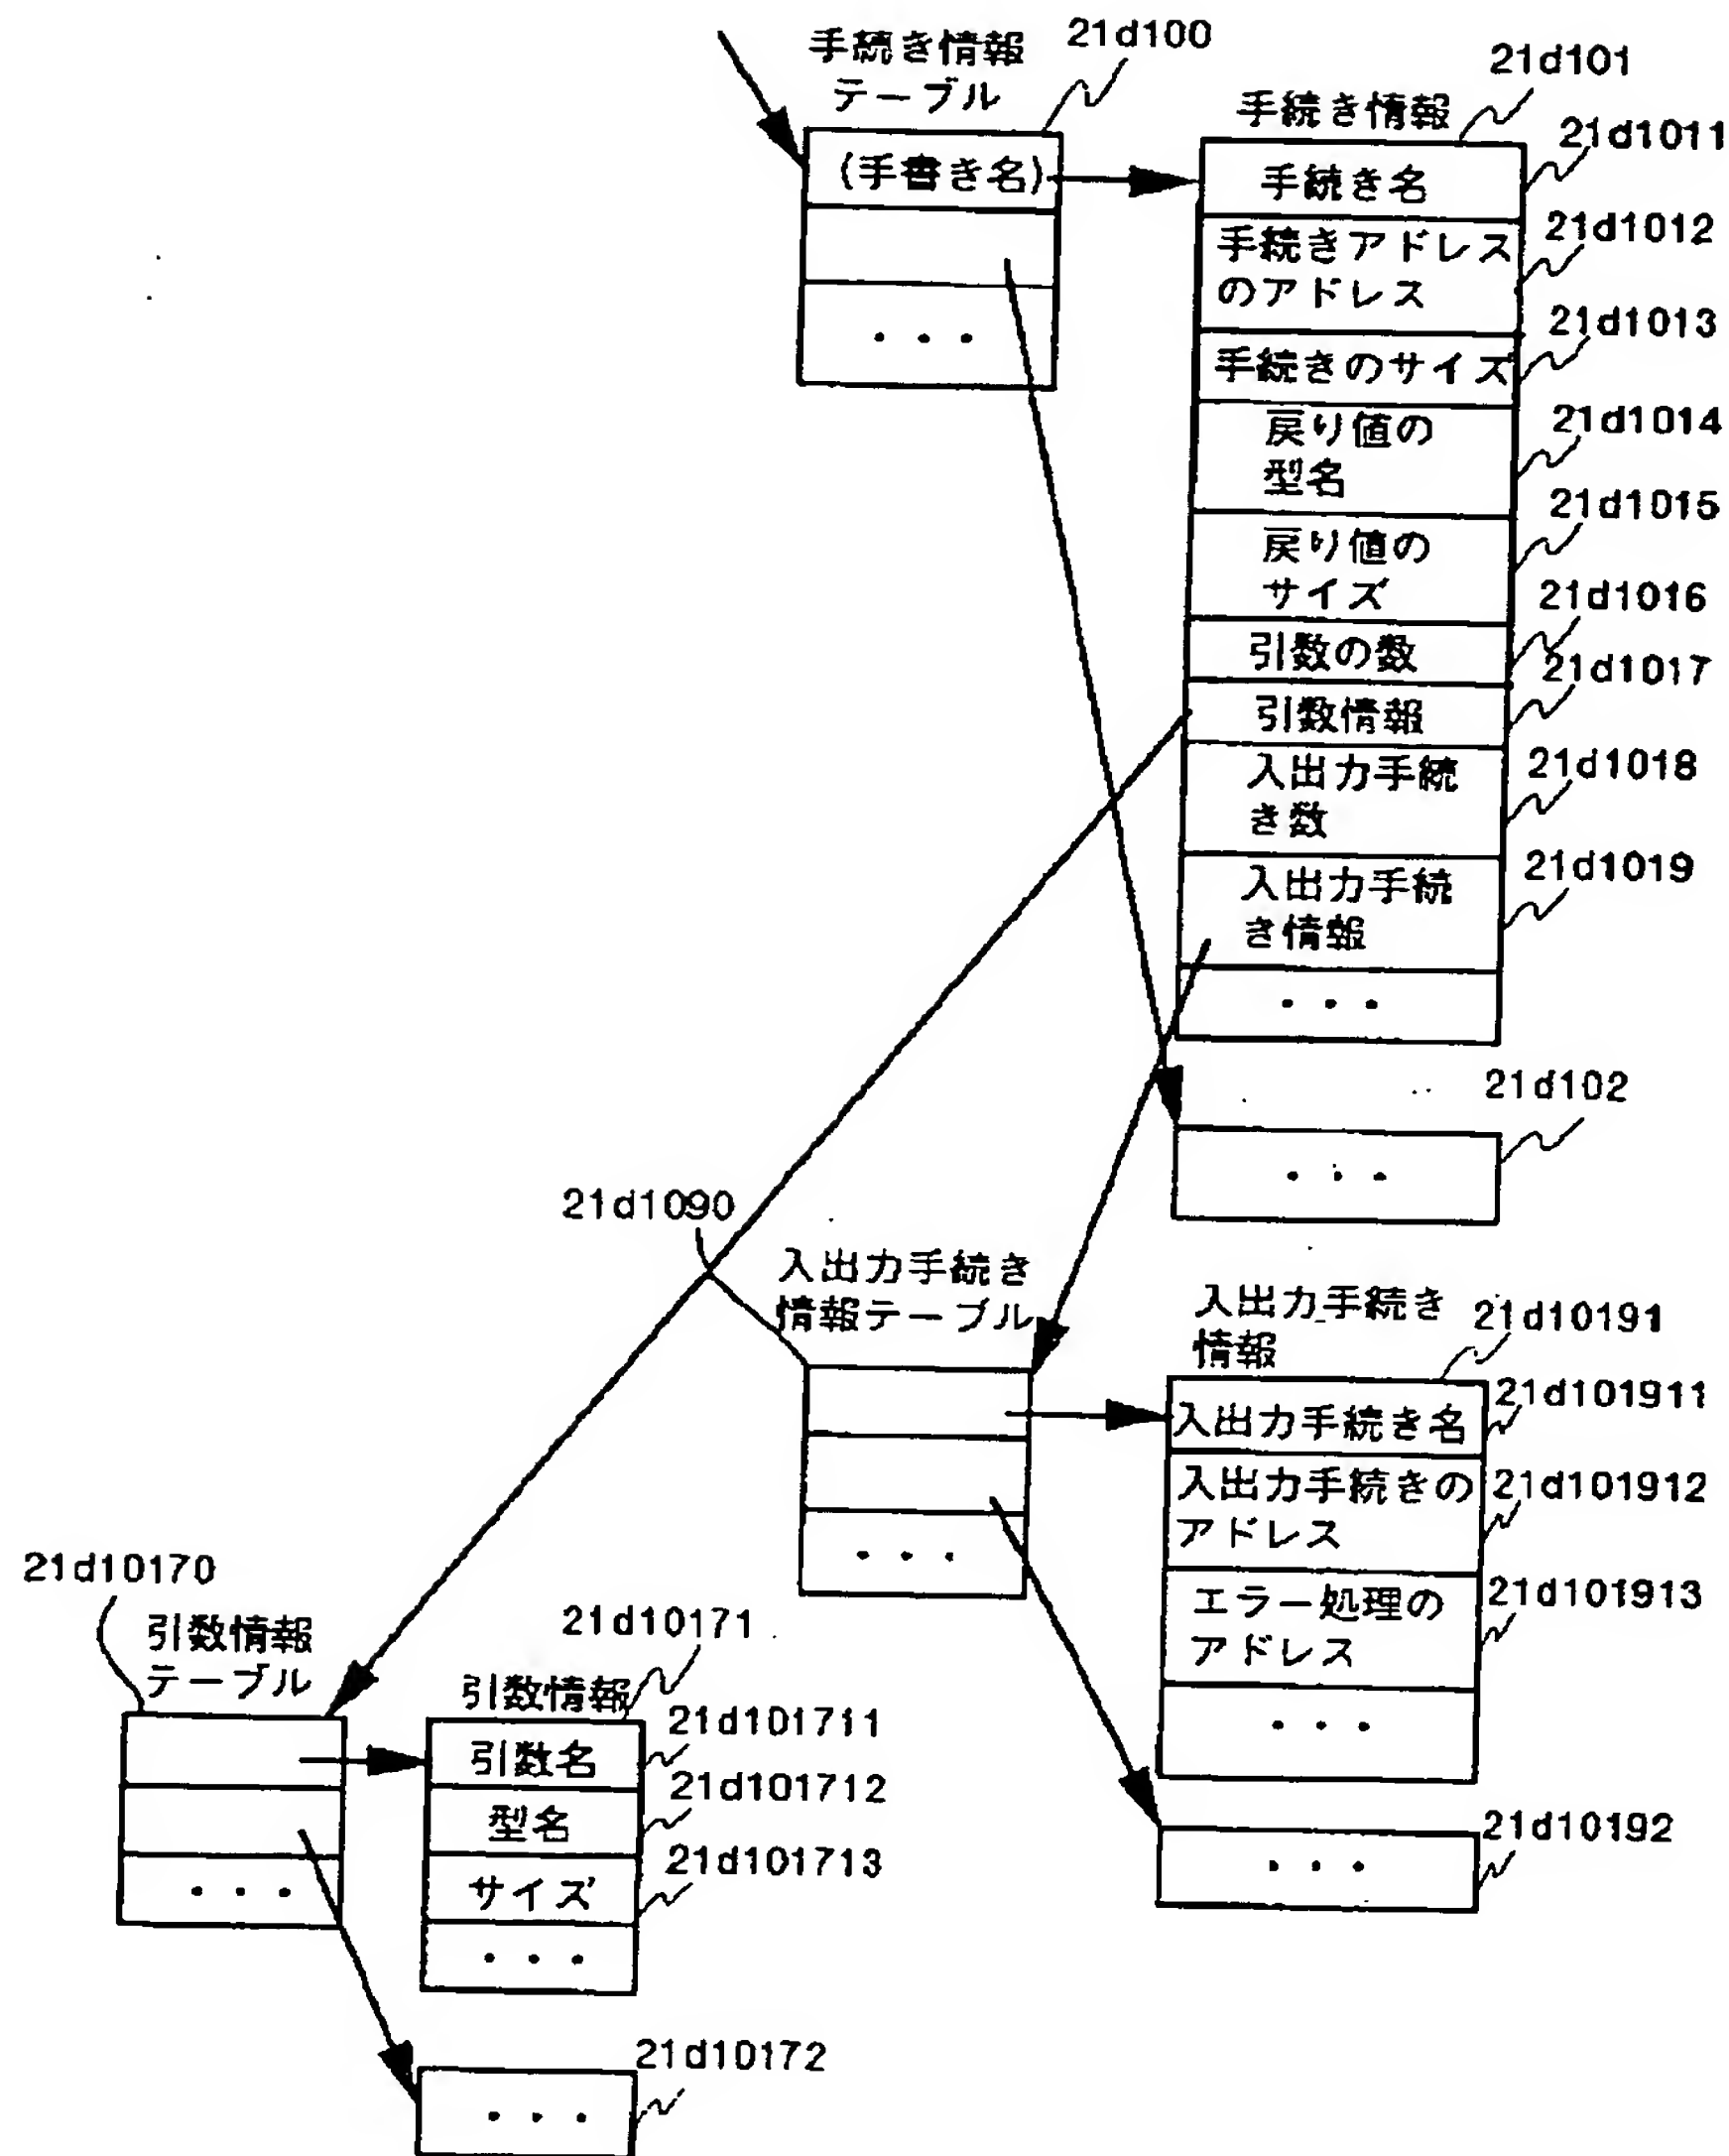 手続き情報
テーブル
21d100
(手書き名)
・・・
21d101
手続き情報
21d1011
手続き名
21d1012
手続きアドレス
のアドレス
21d1013
手続きのサイズ
21d1014
戻り値の
型名
21d1015
戻り値の
サイズ
21d1016
引数の数
21d1017
引数情報
21d1018
入出力手続
き数
21d1019
入出力手続
き情報
・・・
21d102
・・・
21d1090
入出力手続き
情報テーブル
・・・
入出力手続き
情報
21d10191
21d101911
入出力手続き名
21d101912
入出力手続きの
アドレス
21d101913
エラー処理の
アドレス
・・・
21d10192
・・・
21d10170
引数情報
テーブル
・・・
21d10171
引数情報
21d101711
引数名
21d101712
型名
21d101713
サイズ
・・・
21d10172
・・・